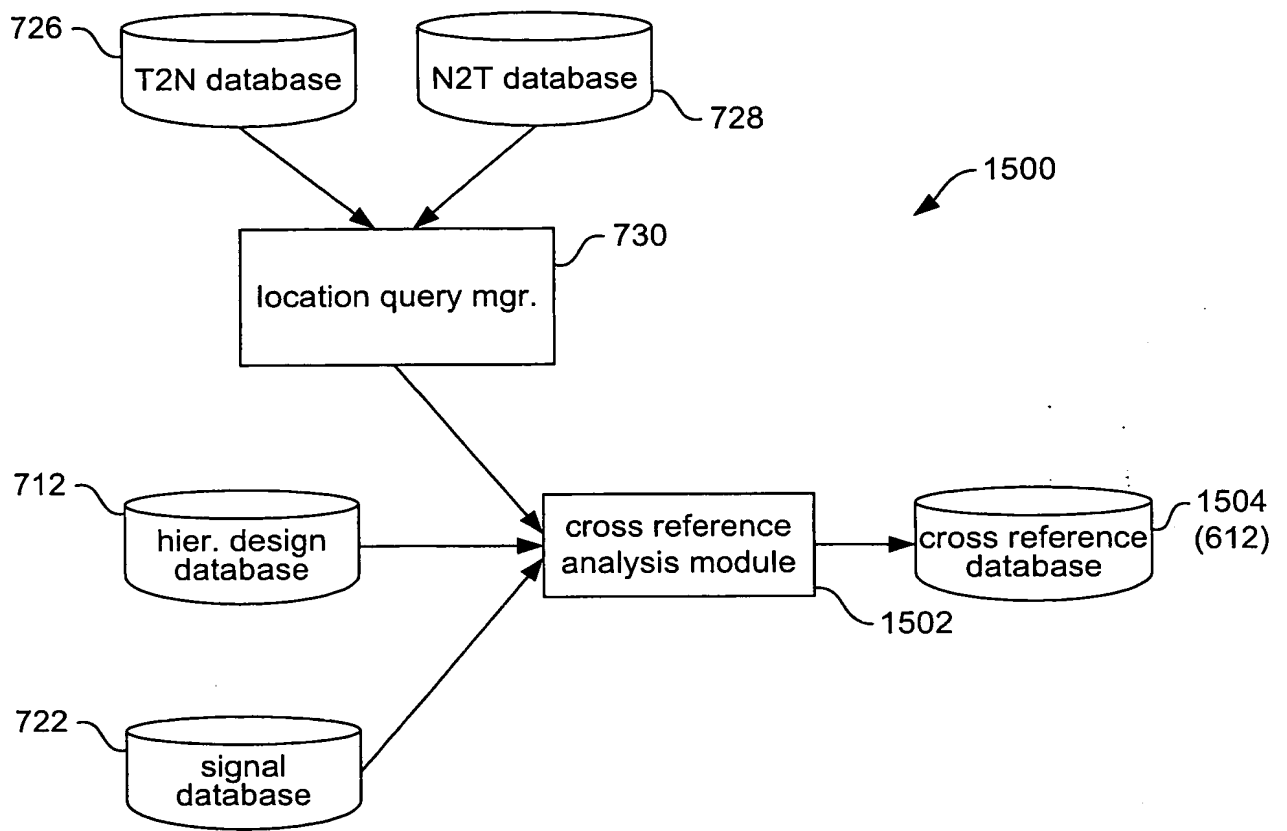 726
T2N database
N2T database
728
1500
730
location query mgr.
712
hier. design
database
cross reference
analysis module
cross reference
database
1504
(612)
1502
722
signal
database